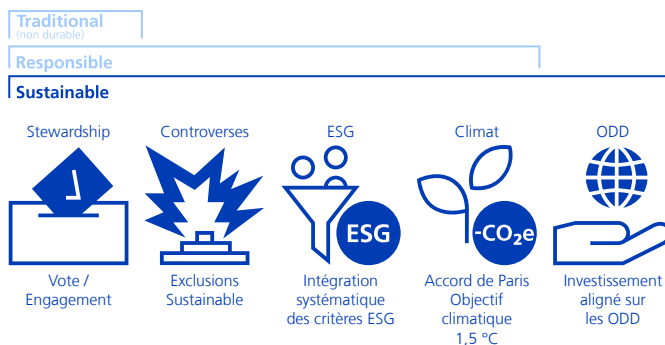 Traditional
(non durable)
Responsible
Sustainable
Stewardship
Controverses
ESG
Climat
ODD
ESG
-CO₂e
Vote /
Engagement
Exclusions
Sustainable
Intégration
systématique
des critères ESG
Accord de Paris
Objectif
climatique
1,5 °C
Investissement
aligné sur
les ODD